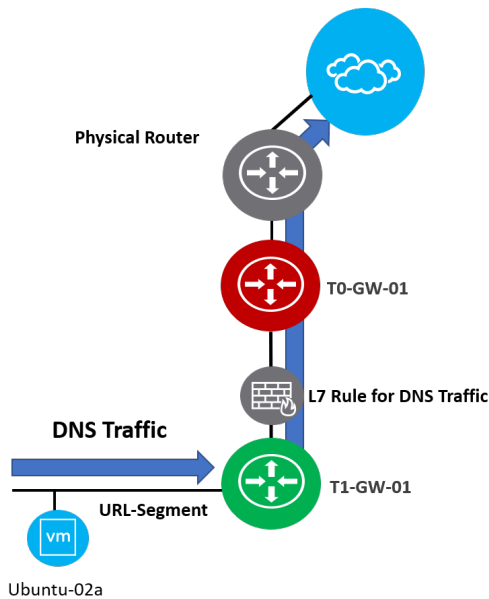 Physical Router
T0-GW-01
L7 Rule for DNS Traffic
DNS Traffic
T1-GW-01
URL-Segment
vm
Ubuntu-02a